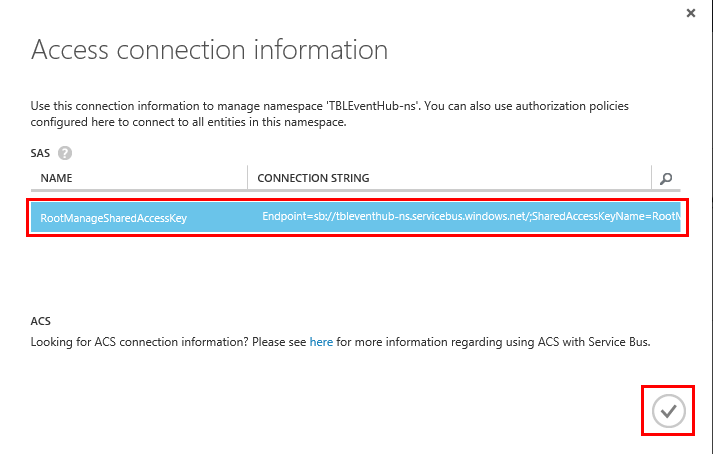 Access connection information
Use this connection information to manage namespace 'TBLEventHub-ns'. You can also use authorization policies
configured here to connect to all entities in this namespace.
SAS ?
NAME CONNECTION STRING
RootManageSharedAccessKey Endpoint=sb://tbleventhub-ns.servicebus.windows.net/;SharedAccessKeyName=RootM
ACS
Looking for ACS connection information? Please see here for more information regarding using ACS with Service Bus.